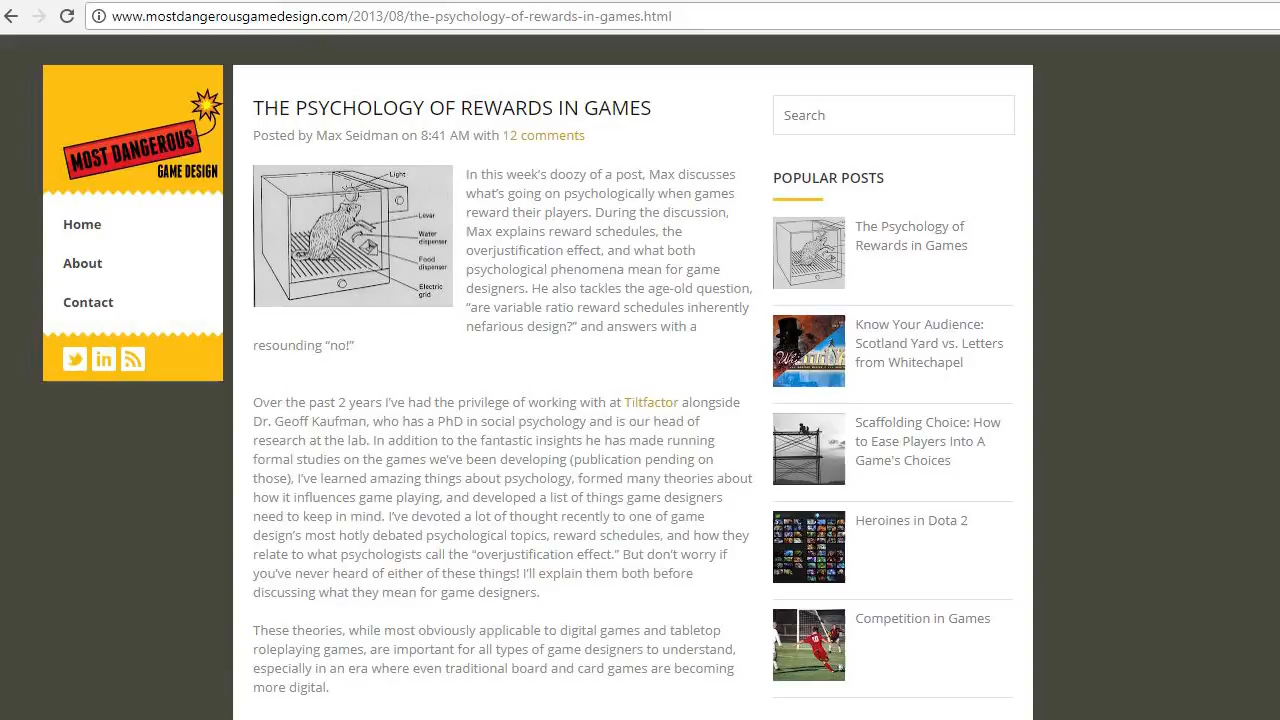 www.mostdangerousgamedesign.com/2013/08/the-psychology-of-rewards-in-games.html
MOST DANGEROUS
GAME DESIGN
Home
About
Contact
THE PSYCHOLOGY OF REWARDS IN GAMES
Posted by Max Seidman on 8:41 AM with 12 comments
Light
Lever
Water
dispenser
Food
dispenser
Electric
grid
In this week's doozy of a post, Max discusses
what's going on psychologically when games
reward their players. During the discussion,
Max explains reward schedules, the
overjustification effect, and what both
psychological phenomena mean for game
designers. He also tackles the age-old question,
“are variable ratio reward schedules inherently
nefarious design?” and answers with a
resounding “no!”
Over the past 2 years I’ve had the privilege of working with at Tiltfactor alongside
Dr. Geoff Kaufman, who has a PhD in social psychology and is our head of
research at the lab. In addition to the fantastic insights he has made running
formal studies on the games we’ve been developing (publication pending on
those), I’ve learned amazing things about psychology, formed many theories about
how it influences game playing, and developed a list of things game designers
need to keep in mind. I’ve devoted a lot of thought recently to one of game
design’s most hotly debated psychological topics, reward schedules, and how they
relate to what psychologists call the “overjustification effect.” But don’t worry if
you’ve never heard of either of these things! I’ll explain them both before
discussing what they mean for game designers.
These theories, while most obviously applicable to digital games and tabletop
roleplaying games, are important for all types of game designers to understand,
especially in an era where even traditional board and card games are becoming
more digital.
Search
POPULAR POSTS
The Psychology of
Rewards in Games
Know Your Audience:
Scotland Yard vs. Letters
from Whitechapel
Scaffolding Choice: How
to Ease Players Into A
Game's Choices
Heroines in Dota 2
Competition in Games